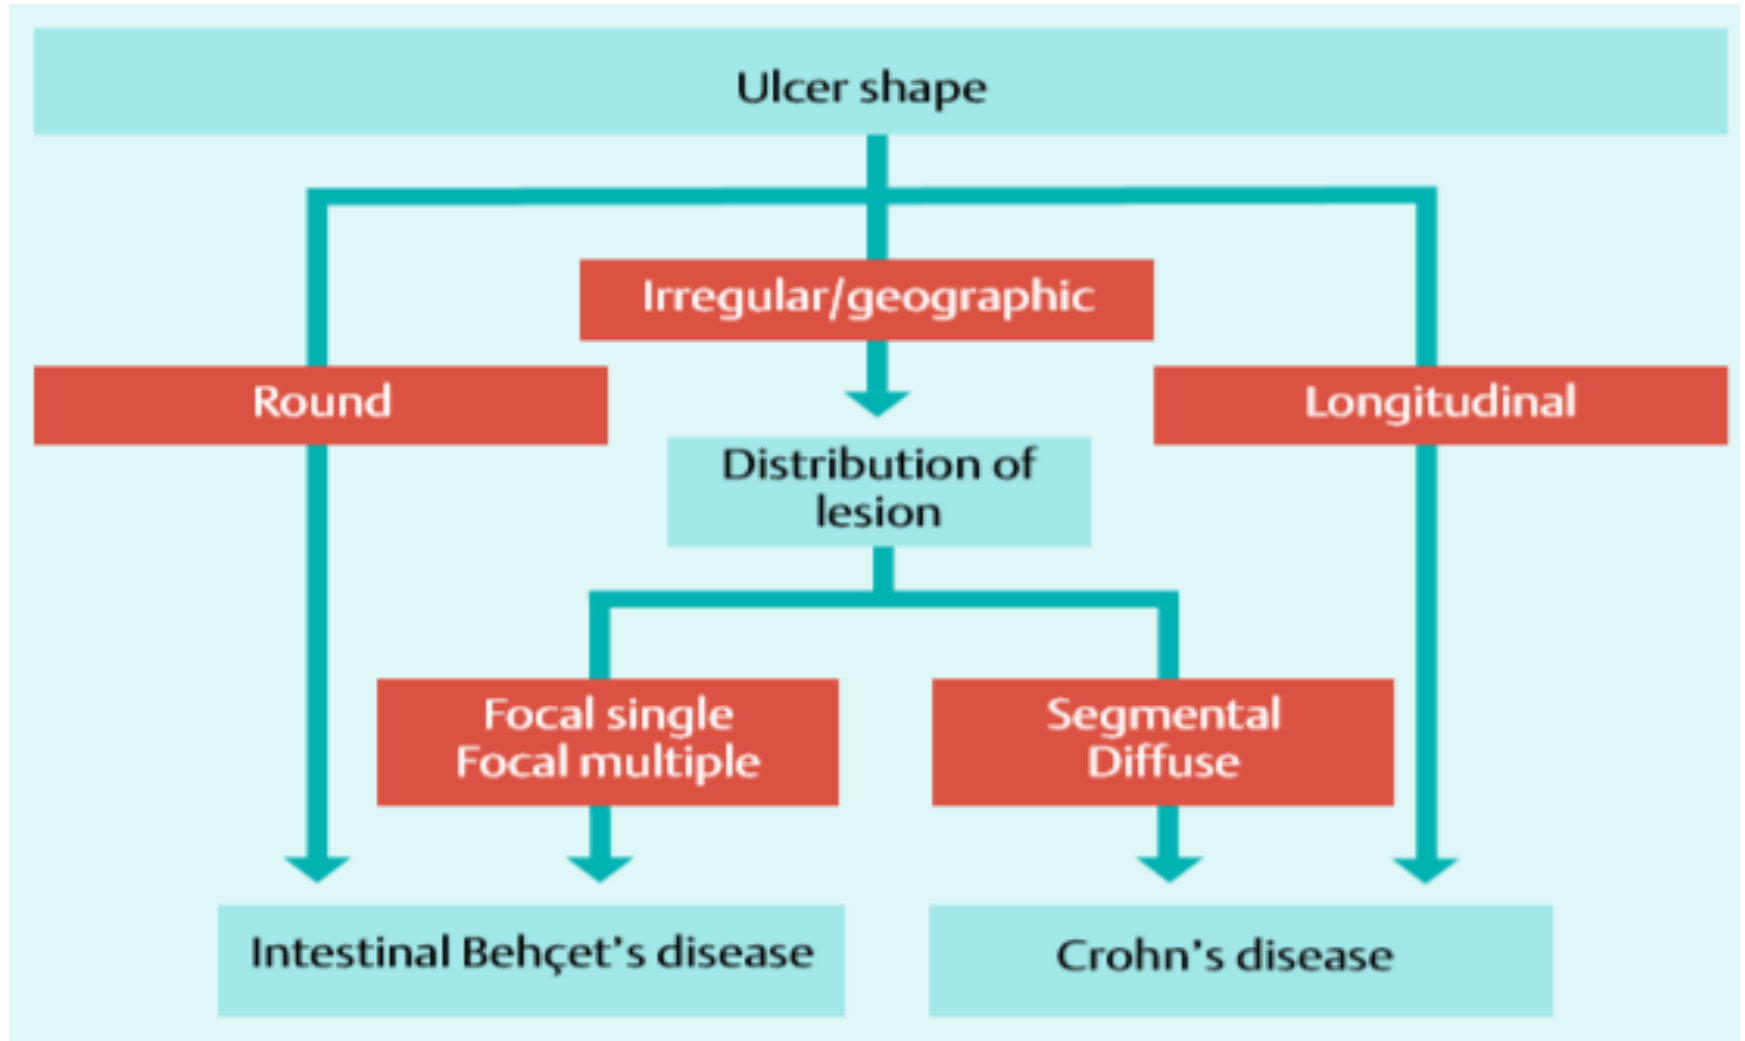 Ulcer shape
Irregular/geographic
Round
Longitudinal
Distribution of
lesion
Focal single
Focal multiple
Segmental
Diffuse
Intestinal Behçet’s disease
Crohn’s disease